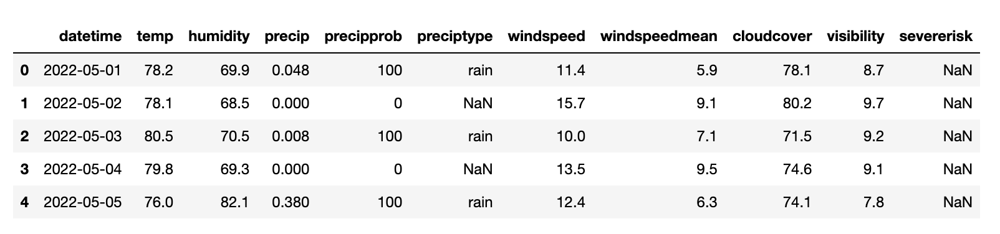 datetime temp humidity precip precipprob preciptype windspeed windspeedmean cloudcover visibility severerisk
0 2022-05-01 78.2 69.9 0.048 100 rain 11.4 5.9 78.1 8.7 NaN
1 2022-05-02 78.1 68.5 0.000 0 NaN 15.7 9.1 80.2 9.7 NaN
2 2022-05-03 80.5 70.5 0.008 100 rain 10.0 7.1 71.5 9.2 NaN
3 2022-05-04 79.8 69.3 0.000 0 NaN 13.5 9.5 74.6 9.1 NaN
4 2022-05-05 76.0 82.1 0.380 100 rain 12.4 6.3 74.1 7.8 NaN